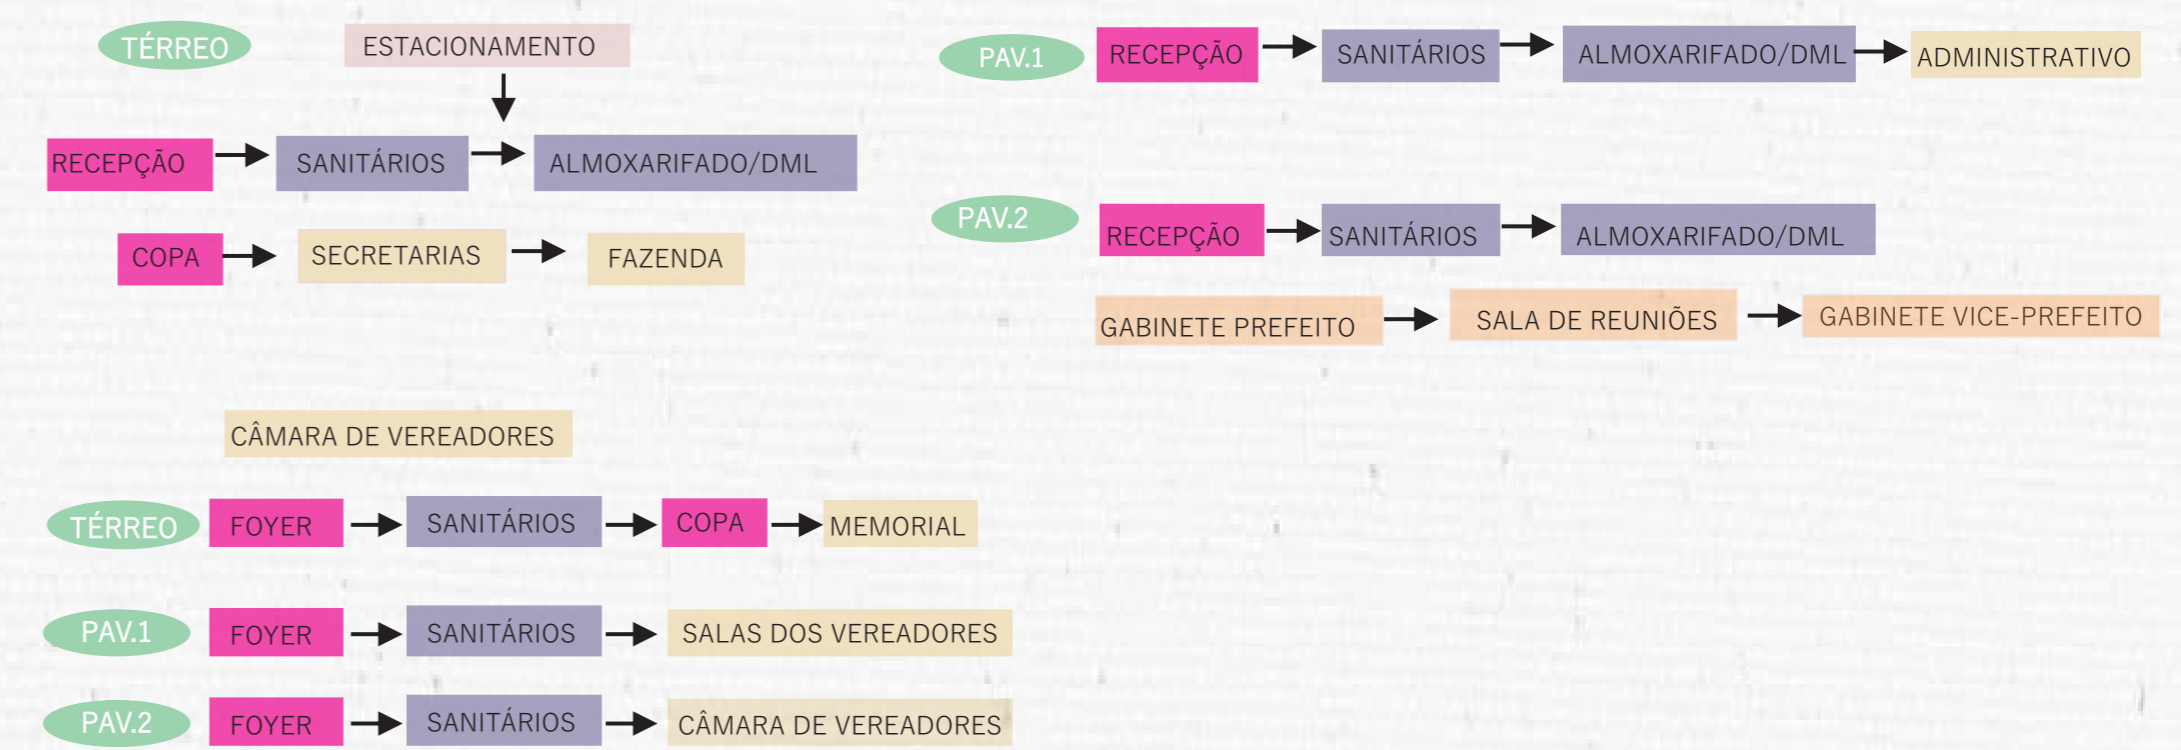 TÉRREO
ESTACIONAMENTO
RECEPÇÃO SANITÁRIOS ALMOXARIFADO/DML
COPA SECRETARIAS FAZENDA
PAV.1 RECEPÇÃO SANITÁRIOS ALMOXARIFADO/DML ADMINISTRATIVO
PAV.2 RECEPÇÃO SANITÁRIOS ALMOXARIFADO/DML
GABINETE PREFEITO SALA DE REUNIÕES GABINETE VICE-PREFEITO
CÂMARA DE VEREADORES
TÉRREO FOYER SANITÁRIOS COPA MEMORIAL
PAV.1 FOYER SANITÁRIOS SALAS DOS VEREADORES
PAV.2 FOYER SANITÁRIOS CÂMARA DE VEREADORES